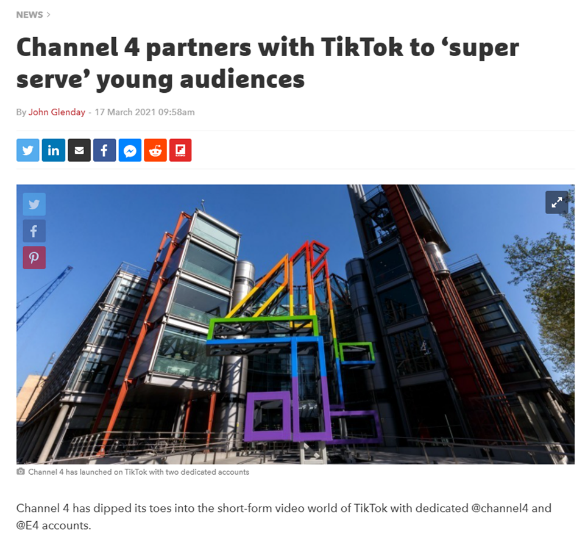 NEWS >
Channel 4 partners with TikTok to ‘super
serve’ young audiences
By John Glenday - 17 March 2021 09:58am
Channel 4 has launched on TikTok with two dedicated accounts
Channel 4 has dipped its toes into the short-form video world of TikTok with dedicated @channel4 and
@E4 accounts.